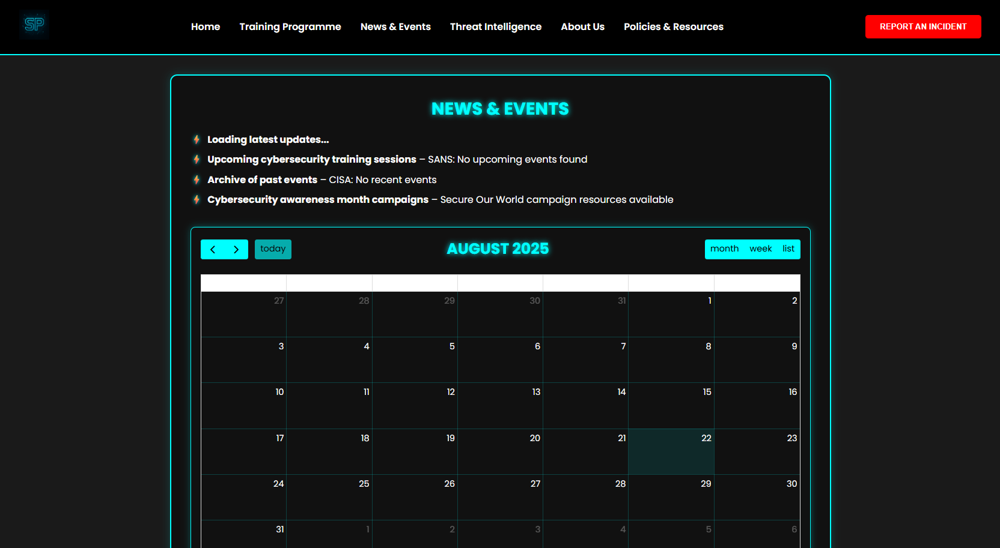 SP
Home Training Programme News & Events Threat Intelligence About Us Policies & Resources REPORT AN INCIDENT
NEWS & EVENTS
Loading latest updates...
Upcoming cybersecurity training sessions – SANS: No upcoming events found
Archive of past events – CISA: No recent events
Cybersecurity awareness month campaigns – Secure Our World campaign resources available
today AUGUST 2025 month week list
27 28 29 30 31 1 2
3 4 5 6 7 8 9
10 11 12 13 14 15 16
17 18 19 20 21 22 23
24 25 26 27 28 29 30
31 1 2 3 4 5 6